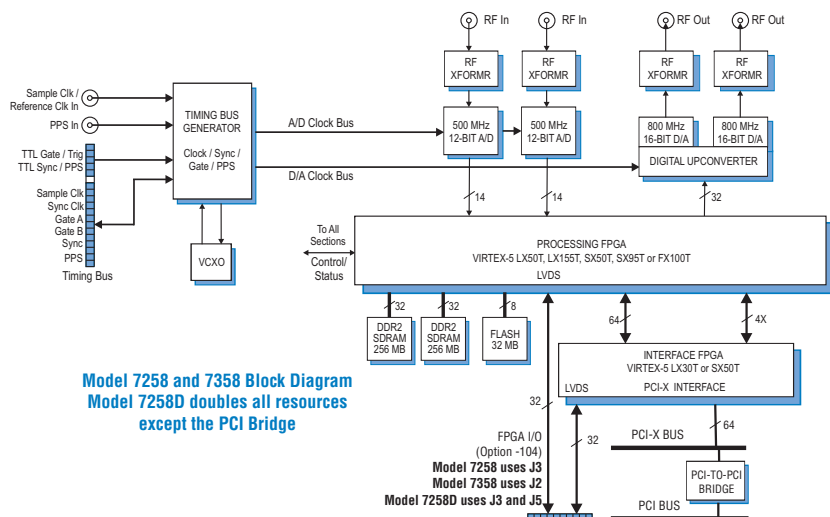 RF In
RF In
RF Out
RF Out
RF
XFORMR
RF
XFORMR
RF
XFORMR
RF
XFORMR
Sample Clk /
Reference Clk In
PPS In
TTL Gate / Trig
TTL Sync / PPS
Sample Clk
Sync Clk
Gate A
Gate B
Sync
PPS
Timing Bus
TIMING BUS
GENERATOR
Clock / Sync /
Gate / PPS
VCXO
A/D Clock Bus
D/A Clock Bus
500 MHz
12-BIT A/D
500 MHz
12-BIT A/D
800 MHz
16-BIT D/A
800 MHz
16-BIT D/A
DIGITAL UPCONVERTER
14
14
32
To All
Sections
Control/
Status
PROCESSING FPGA
VIRTEX-5 LX50T, LX155T, SX50T, SX95T or FX100T
LVDS
32
32
8
64
4X
DDR2
SDRAM
256 MB
DDR2
SDRAM
256 MB
FLASH
32 MB
INTERFACE FPGA
VIRTEX-5 LX30T or SX50T
LVDS
PCI-X INTERFACE
Model 7258 and 7358 Block Diagram
Model 7258D doubles all resources
except the PCI Bridge
32
32
64
FPGA I/O
(Option -104)
Model 7258 uses J3
Model 7358 uses J2
Model 7258D uses J3 and J5
PCI-X BUS
PCI-TO-PCI
BRIDGE
PCI BUS